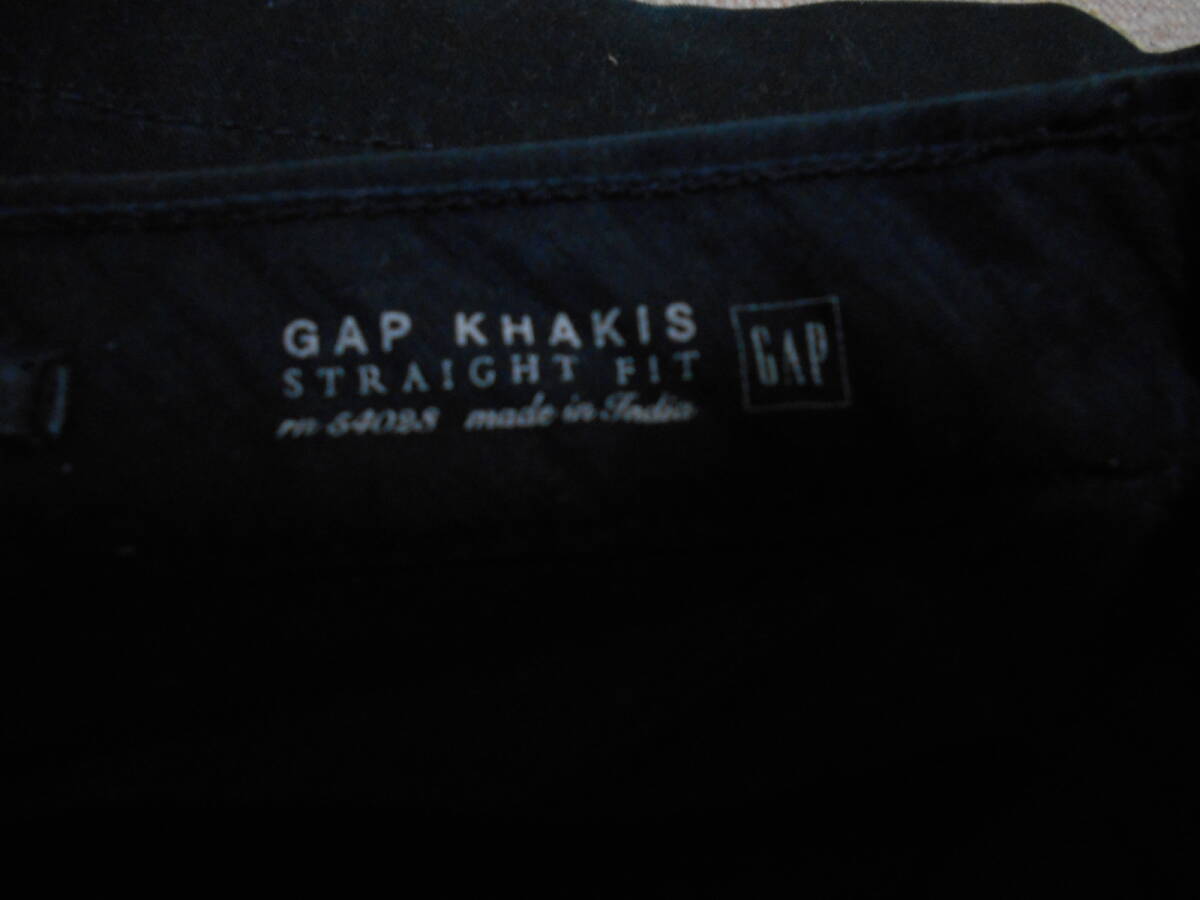 GAP KHAKIS
STRAIGHT FIT
rn 54023 made in India
GAP